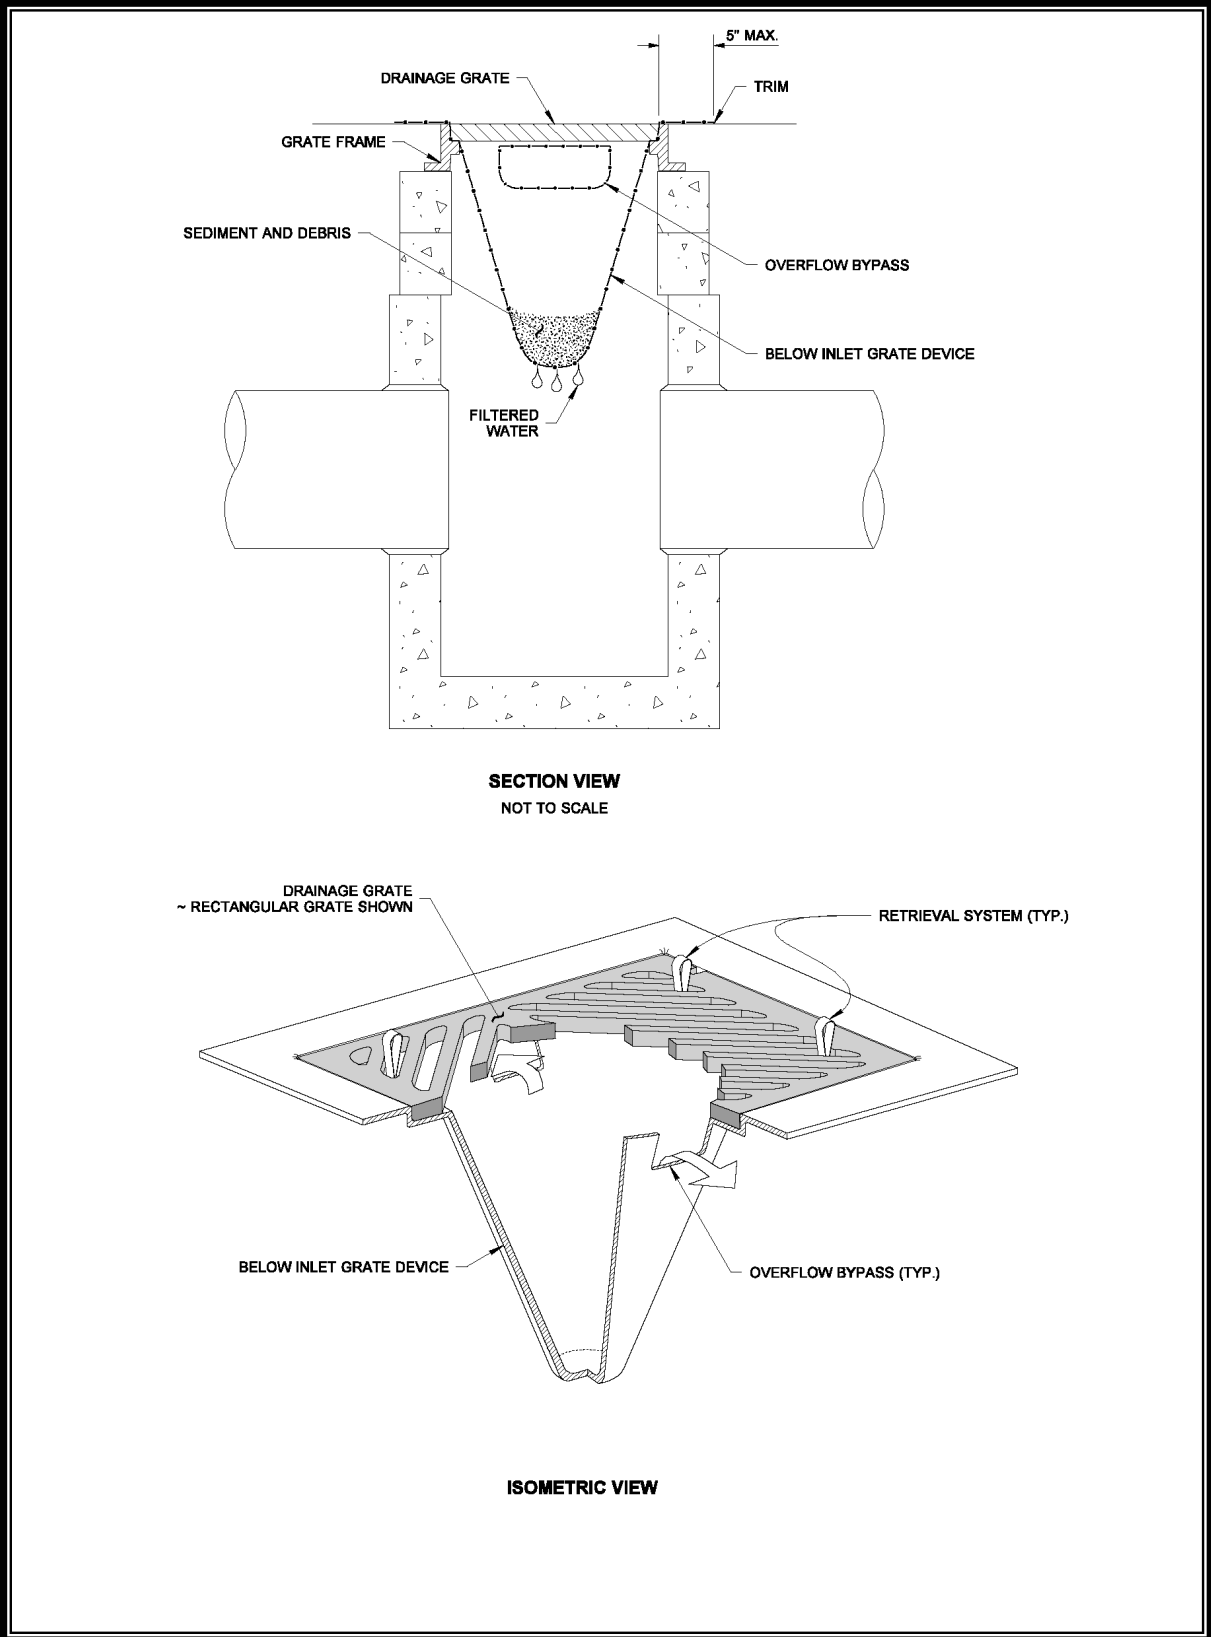 5" MAX.
DRAINAGE GRATE
TRIM
GRATE FRAME
SEDIMENT AND DEBRIS
OVERFLOW BYPASS
BELOW INLET GRATE DEVICE
FILTERED
WATER
SECTION VIEW
NOT TO SCALE
DRAINAGE GRATE
~ RECTANGULAR GRATE SHOWN
RETRIEVAL SYSTEM (TYP.)
BELOW INLET GRATE DEVICE
OVERFLOW BYPASS (TYP.)
ISOMETRIC VIEW